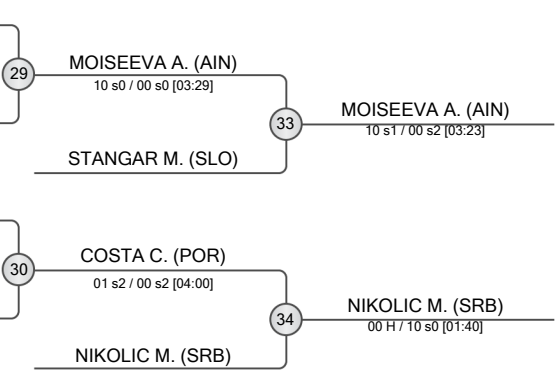 29
MOISEEVA A. (AIN)
10 s0 / 00 s0 [03:29]
33
MOISEEVA A. (AIN)
10 s1 / 00 s2 [03:23]
STANGAR M. (SLO)
30
COSTA C. (POR)
01 s2 / 00 s2 [04:00]
34
NIKOLIC M. (SRB)
00 H / 10 s0 [01:40]
NIKOLIC M. (SRB)